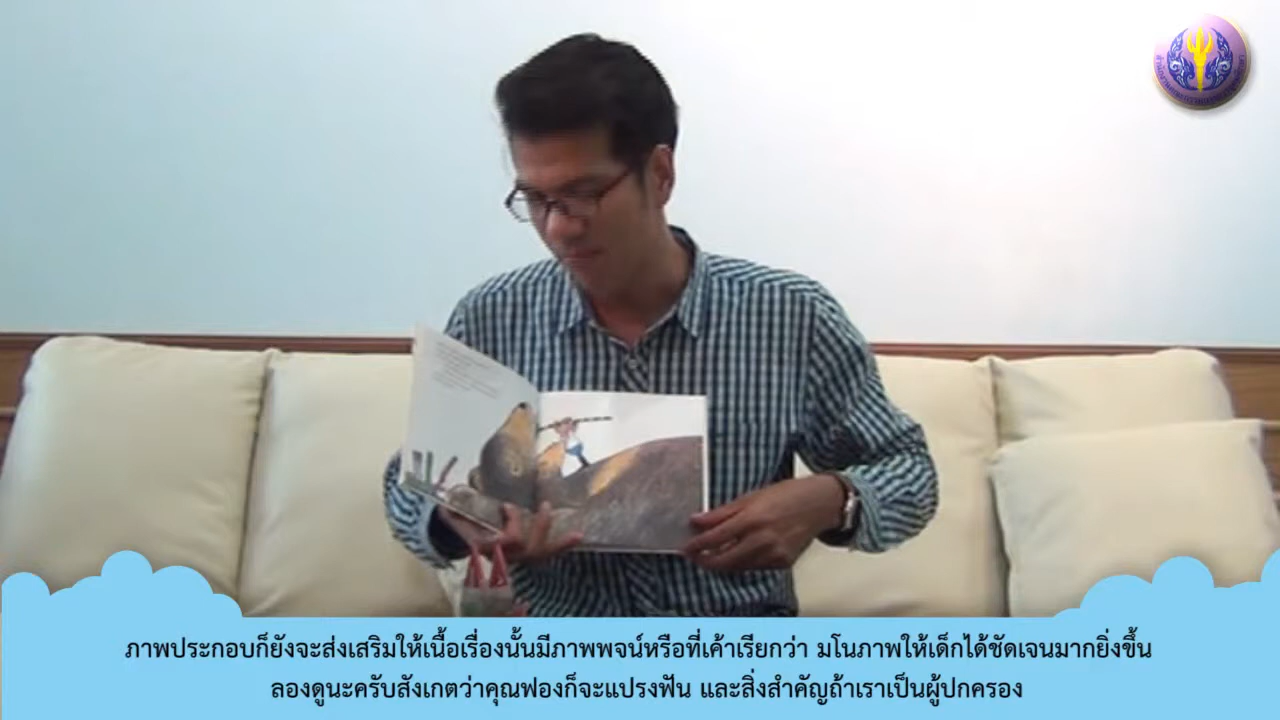 ภาพประกอบก็ยังจะส่งเสริมให้เนื้อเรื่องนั้นมีภาพพจน์หรือที่เค้าเรียกว่า มโนภาพให้เด็กได้ชัดเจนมากยิ่งขึ้น
ลองดูนะครับสังเกตว่าคุณฟองก็จะแปรงฟัน และสิ่งสำคัญถ้าเราเป็นผู้ปกครอง